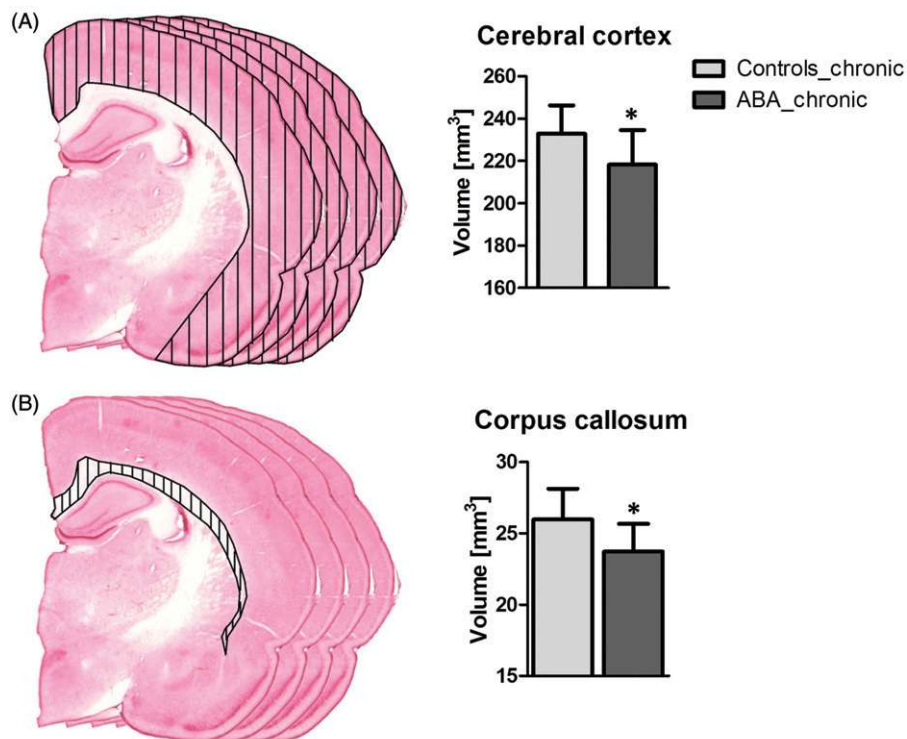 (A)
Cerebral cortex
Volume [mm³]
260
240
220
200
180
160
*
Controls_chronic
ABA_chronic
(B)
Corpus callosum
Volume [mm³]
30
25
20
15
*